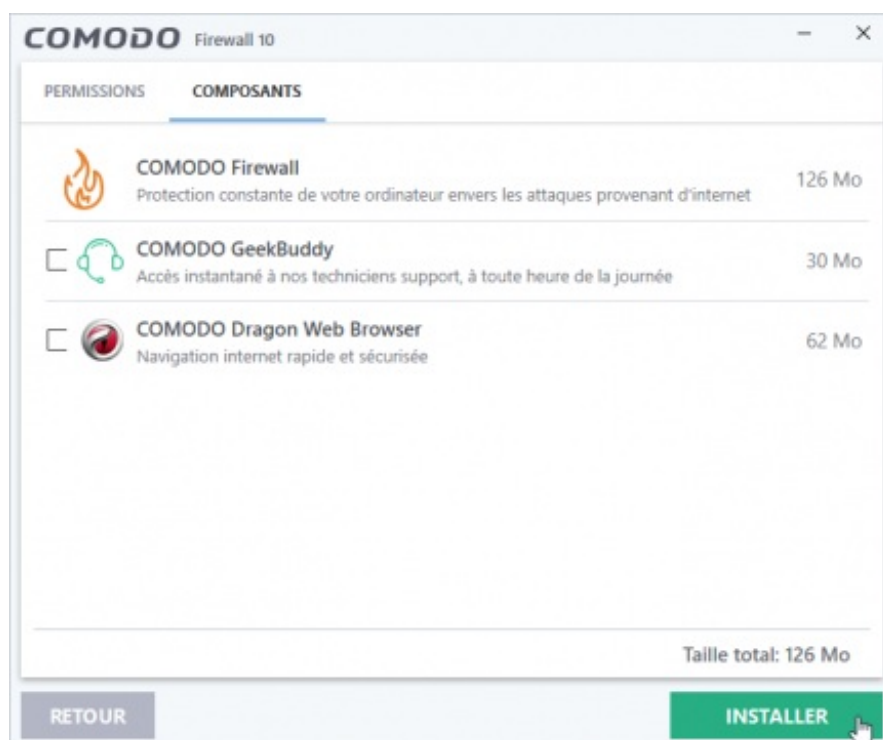 COMODO Firewall 10
PERMISSIONS COMPOSANTS
COMODO Firewall
Protection constante de votre ordinateur envers les attaques provenant d'internet
126 Mo
COMODO GeekBuddy
Accès instantané à nos techniciens support, à toute heure de la journée
30 Mo
COMODO Dragon Web Browser
Navigation internet rapide et sécurisée
62 Mo
Taille total: 126 Mo
RETOUR INSTALLER